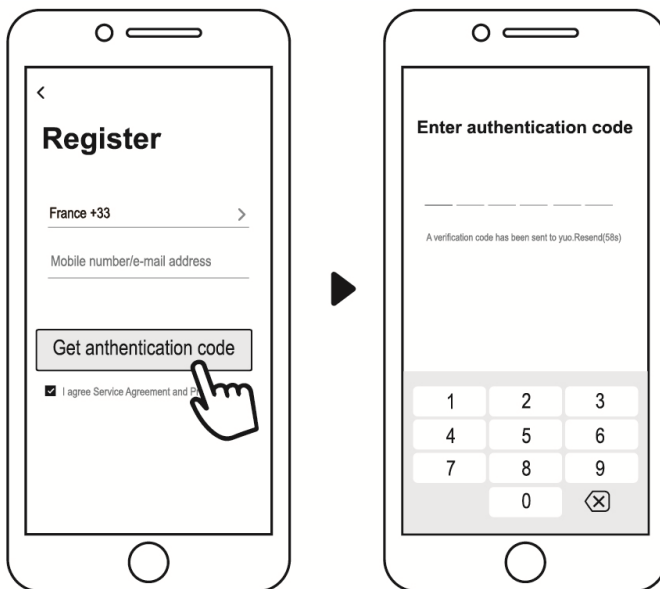 Register
France +33
Mobile number/e-mail address
Get anthentication code
I agree Service Agreement and
Enter authentication code
A verification code has been sent to yuo.Resend(58s)
1 2 3
4 5 6
7 8 9
0